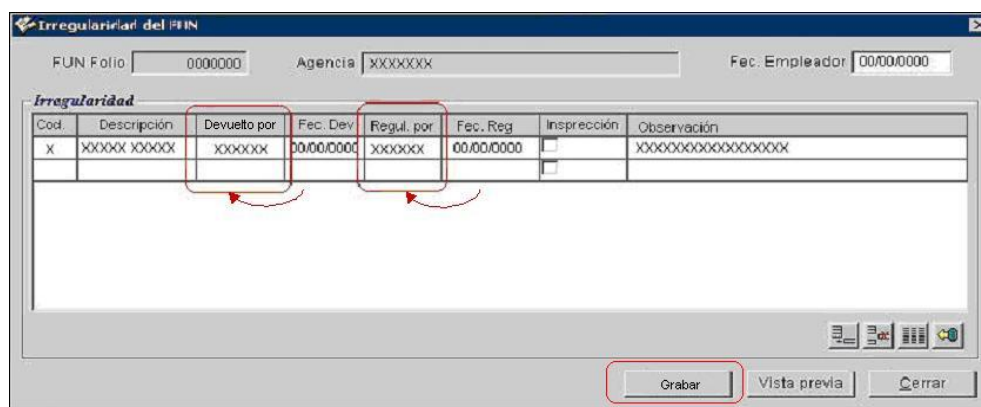 Irregularidad del FUN
FUN Folio 0000000 Agencia XXXXXXX Fec. Empleador 00/00/0000
Irregularidad
Cod. Descripción Devuelto por Fec. Dev Regul. por Fec. Reg Insprección Observación
X XXXXX XXXXX XXXXXX 00/00/0000 XXXXXX 00/00/0000 XXXXXXXXXXXXXXXXX
Grabar Vista previa Cerrar